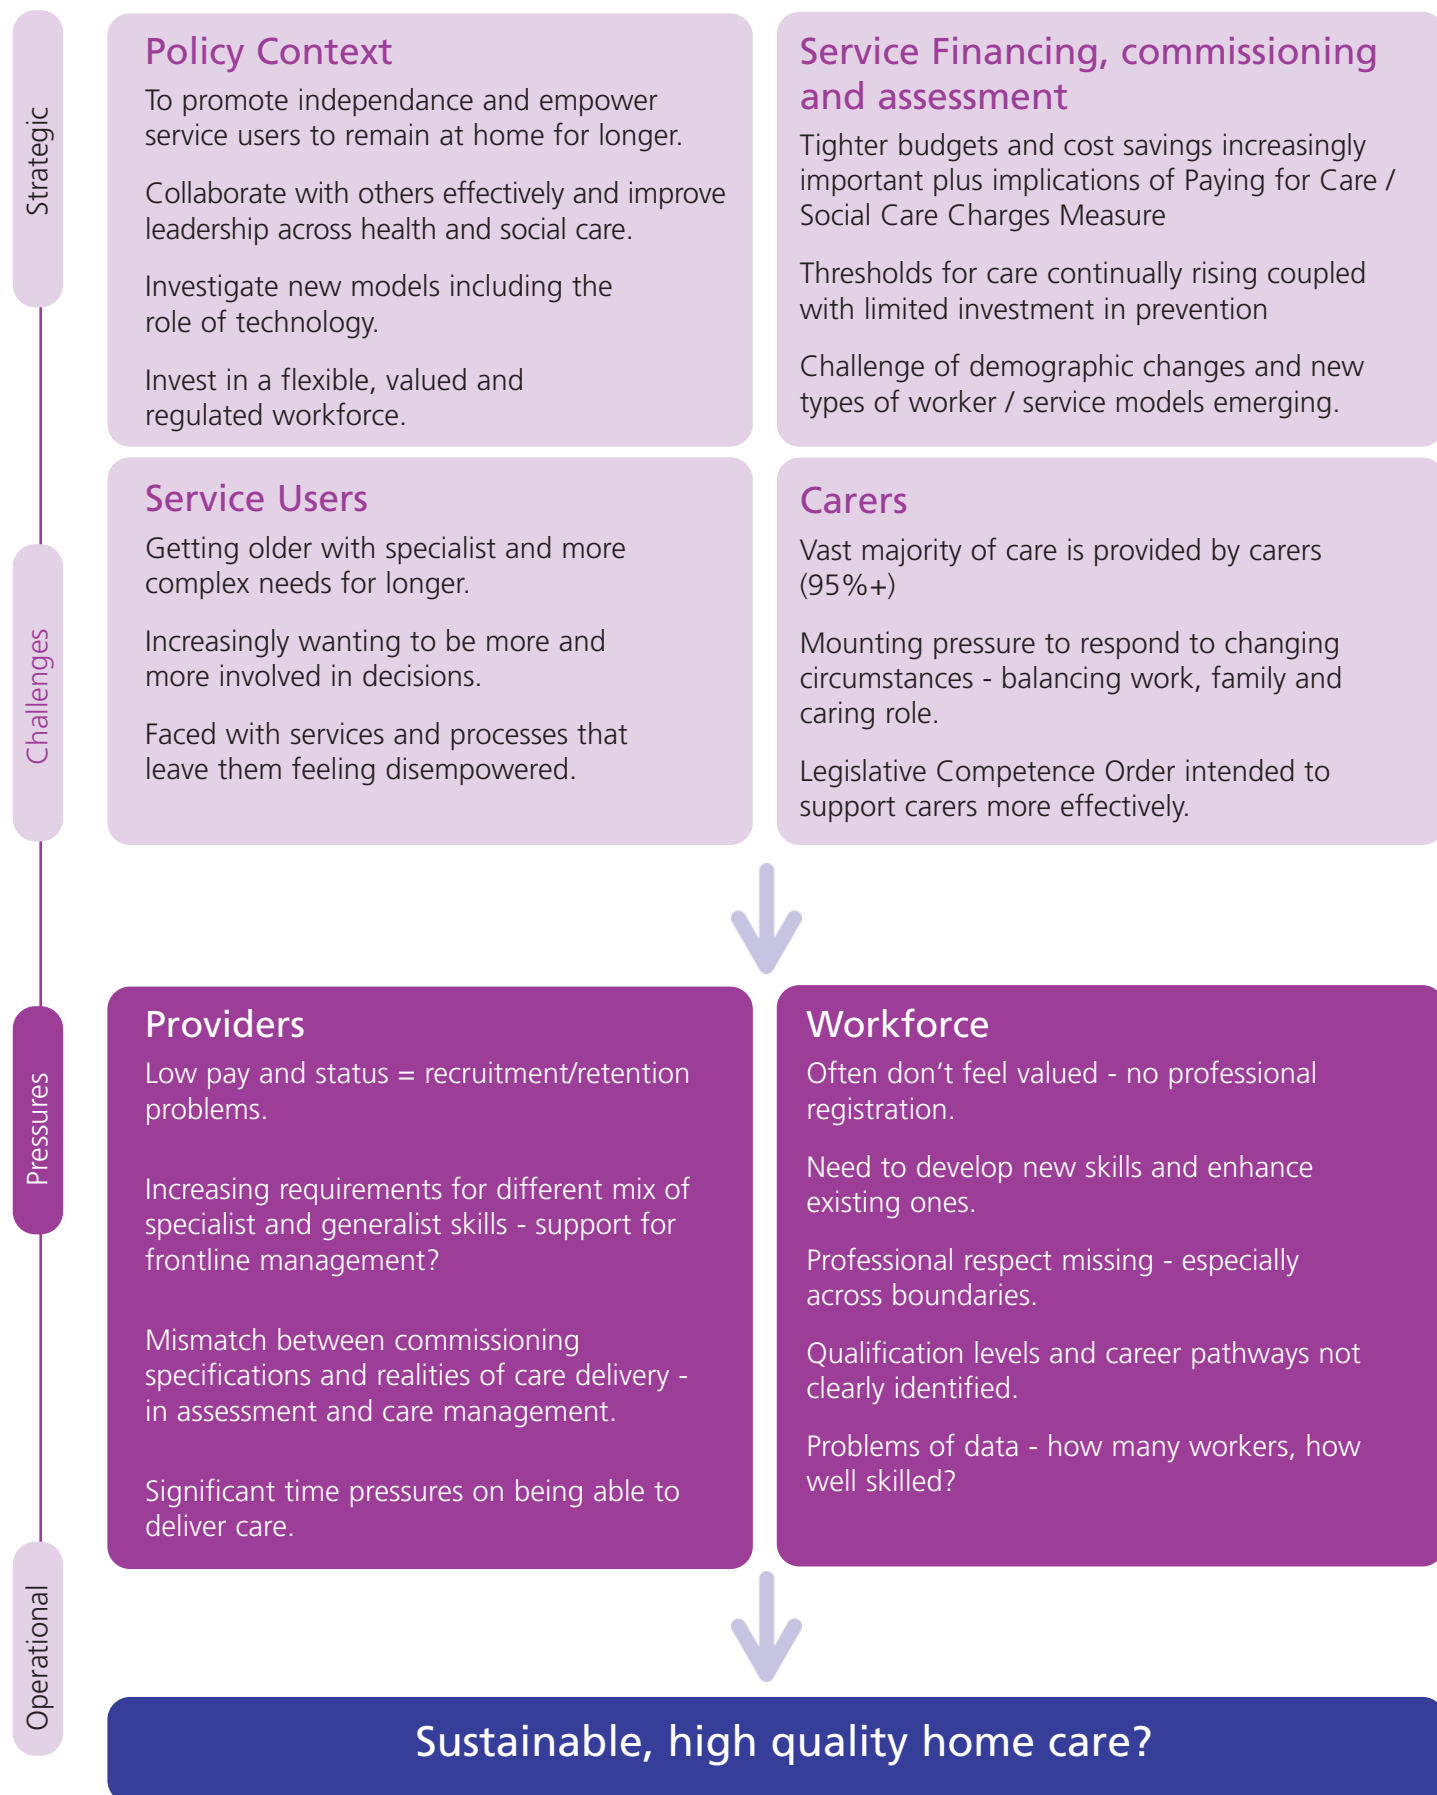 Strategic
Policy Context
To promote independance and empower
service users to remain at home for longer.
Collaborate with others effectively and improve
leadership across health and social care.
Investigate new models including the
role of technology.
Invest in a flexible, valued and
regulated workforce.
Service Financing, commissioning
and assessment
Tighter budgets and cost savings increasingly
important plus implications of Paying for Care /
Social Care Charges Measure
Thresholds for care continually rising coupled
with limited investment in prevention
Challenge of demographic changes and new
types of worker / service models emerging.
Challenges
Service Users
Getting older with specialist and more
complex needs for longer.
Increasingly wanting to be more and
more involved in decisions.
Faced with services and processes that
leave them feeling disempowered.
Carers
Vast majority of care is provided by carers
(95%+)
Mounting pressure to respond to changing
circumstances - balancing work, family and
caring role.
Legislative Competence Order intended to
support carers more effectively.
Pressures
Providers
Low pay and status = recruitment/retention
problems.
Increasing requirements for different mix of
specialist and generalist skills - support for
frontline management?
Mismatch between commissioning
specifications and realities of care delivery -
in assessment and care management.
Significant time pressures on being able to
deliver care.
Workforce
Often don't feel valued - no professional
registration.
Need to develop new skills and enhance
existing ones.
Professional respect missing - especially
across boundaries.
Qualification levels and career pathways not
clearly identified.
Problems of data - how many workers, how
well skilled?
Operational
Sustainable, high quality home care?